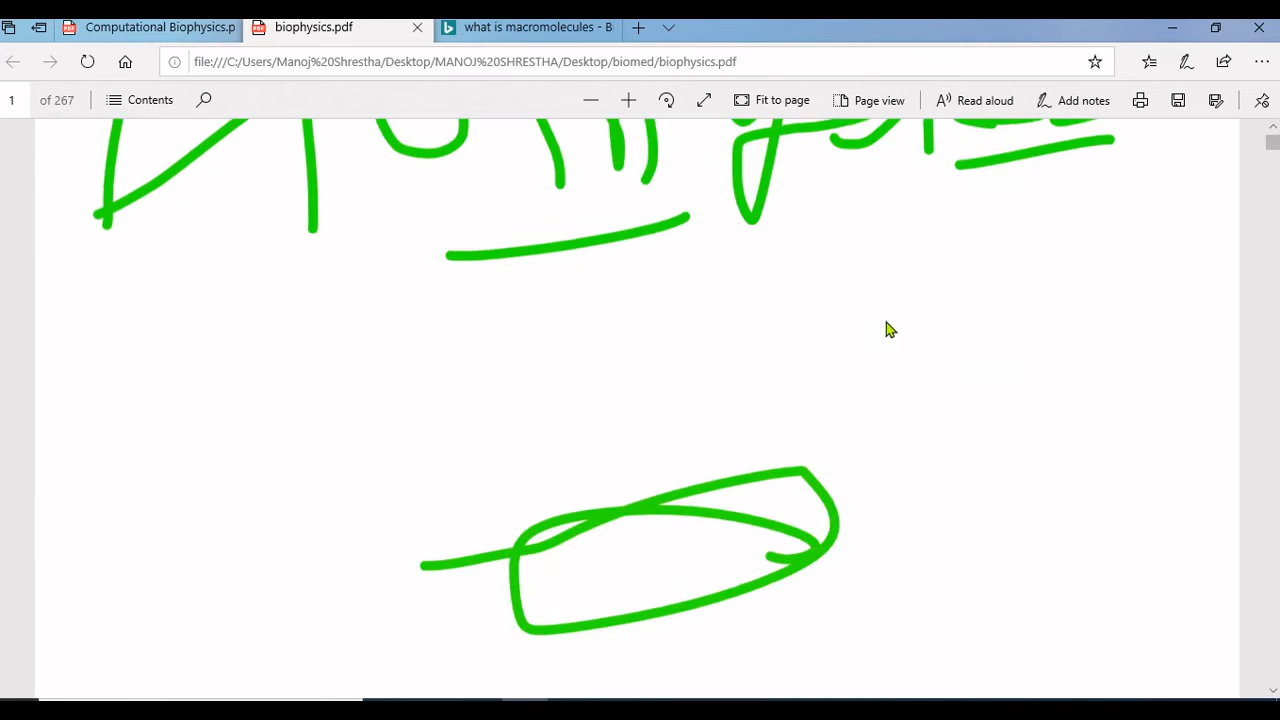 Computational Biophysics.p biophysics.pdf what is macromolecules - B
file:///C:/Users/Manoj%20Shrestha/Desktop/MANOJ%20SHRESTHA/Desktop/biomed/biophysics.pdf
1 of 267 Contents Fit to page Page view Read aloud Add notes